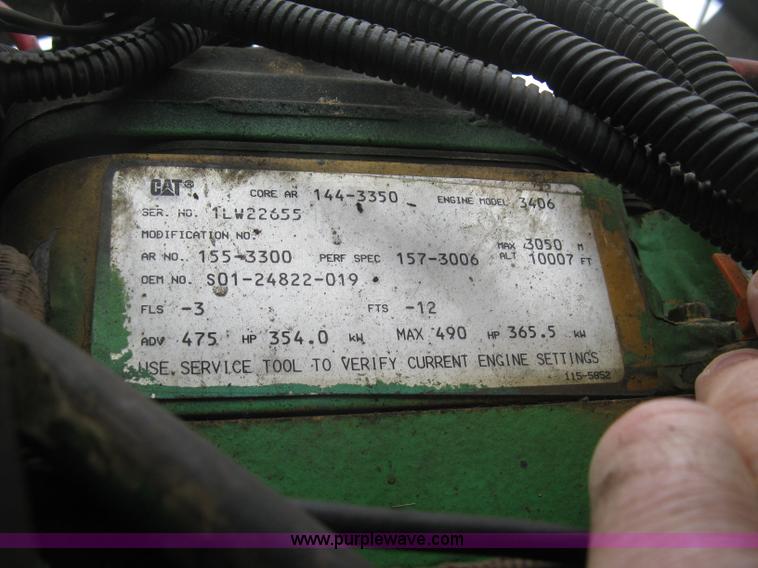 CAT® CORE AR 144-3350 ENGINE MODEL 3406
SER. NO. 1LW22655
MODIFICATION NO.
AR NO. 155-3300 PERF SPEC 157-3006 MAX ALT 3050 M 10007 FT
OEM NO. S01-24822-019
FLS -3 FTS -12
ADV 475 HP 354.0 kW MAX 490 HP 365.5 kW
USE SERVICE TOOL TO VERIFY CURRENT ENGINE SETTINGS
115-5852
www.purplewave.com